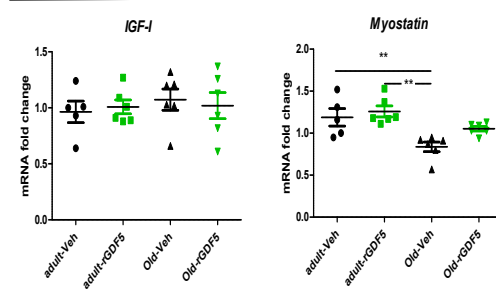 IGF-I
mRNA fold change
1.5
1.0
0.5
0.0
adult-Veh
adult-rGDF5
Old-Veh
Old-rGDF5
Myostatin
mRNA fold change
2.0
1.5
1.0
0.5
0.0
**
**
adult-Veh
adult-rGDF5
Old-Veh
Old-rGDF5